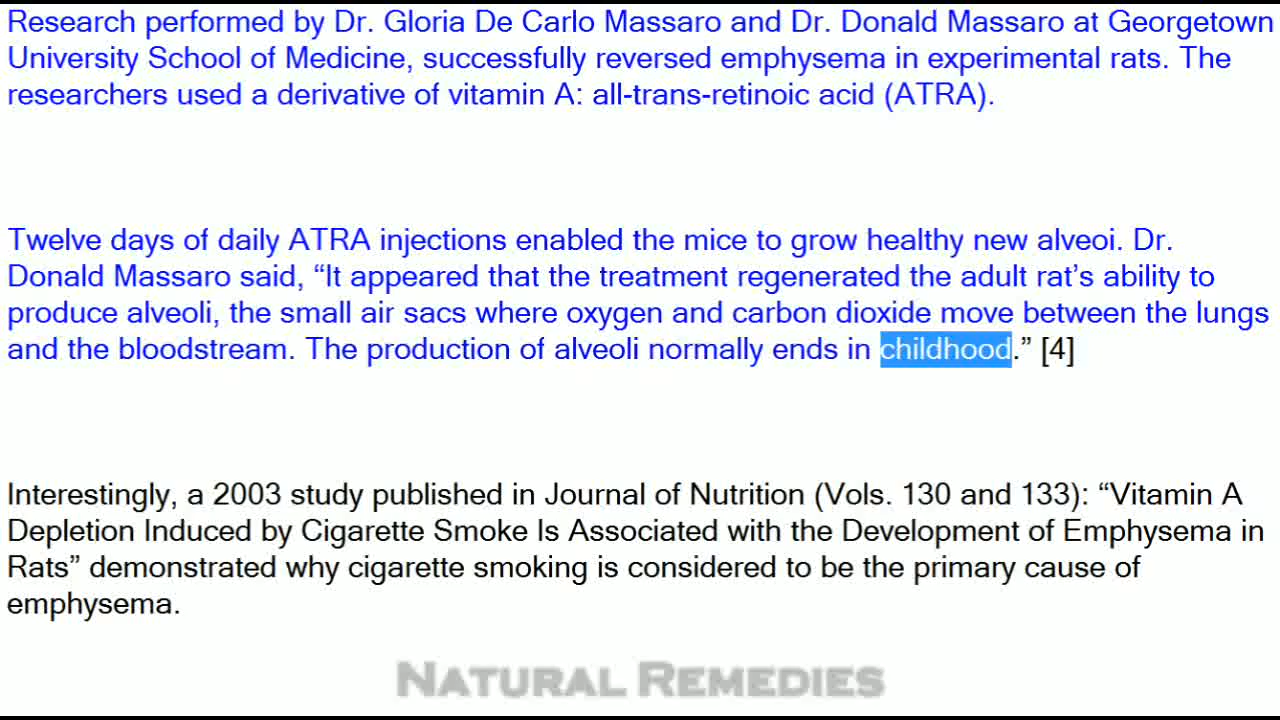 Research performed by Dr. Gloria De Carlo Massaro and Dr. Donald Massaro at Georgetown
University School of Medicine, successfully reversed emphysema in experimental rats. The
researchers used a derivative of vitamin A: all-trans-retinoic acid (ATRA).
Twelve days of daily ATRA injections enabled the mice to grow healthy new alveoi. Dr.
Donald Massaro said, “It appeared that the treatment regenerated the adult rat’s ability to
produce alveoli, the small air sacs where oxygen and carbon dioxide move between the lungs
and the bloodstream. The production of alveoli normally ends in childhood.” [4]
Interestingly, a 2003 study published in Journal of Nutrition (Vols. 130 and 133): “Vitamin A
Depletion Induced by Cigarette Smoke Is Associated with the Development of Emphysema in
Rats” demonstrated why cigarette smoking is considered to be the primary cause of
emphysema.
NATURAL REMEDIES